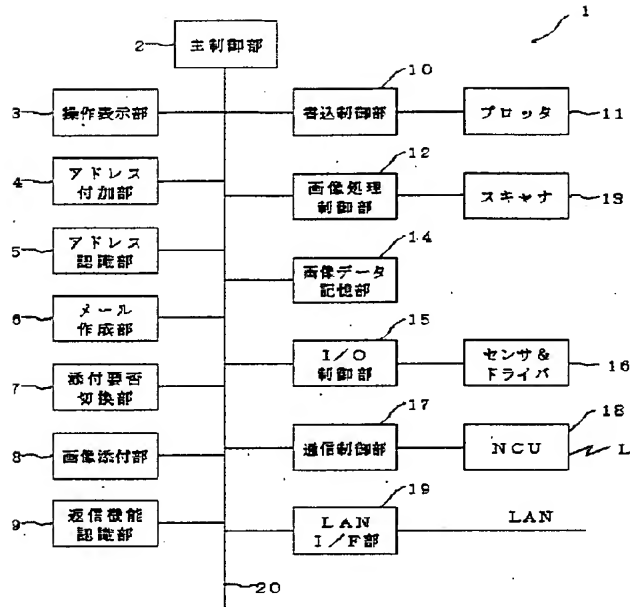 1
2
主制御部
3
操作表示部
4
アドレス
付加部
5
アドレス
認識部
6
メール
作成部
7
添付要否
切換部
8
画像添付部
9
返信機能
認識部
10
書込制御部
プロッタ
11
12
画像処理
制御部
スキャナ
13
14
画像データ
記憶部
15
I/O
制御部
センサ&
ドライバ
16
17
通信制御部
18
NCU
L
19
LAN
I/F部
LAN
20